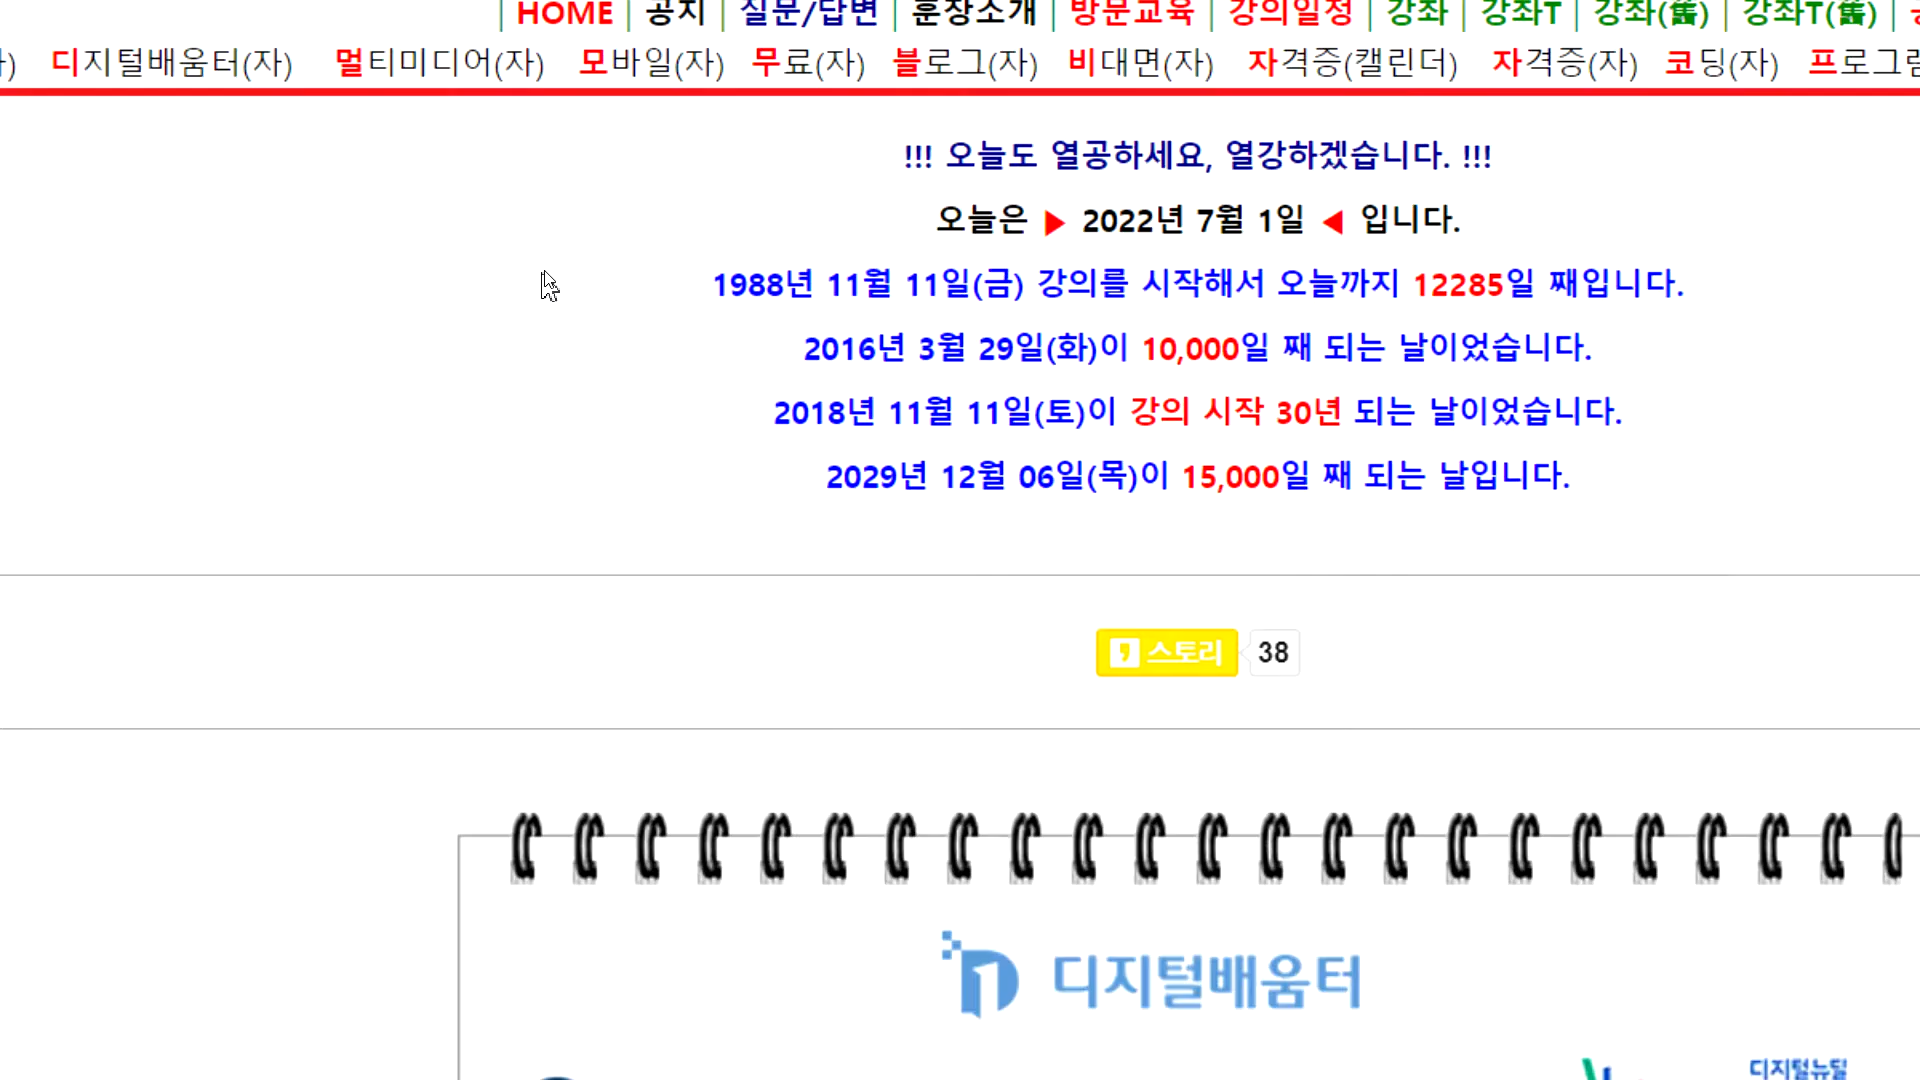 HOME | 공지 | 질문/답변 | 훈장소개 | 방문교육 | 강의일정 | 강좌 | 강좌T | 강좌(舊) | 강좌T(舊) |
디지털배움터(자) 멀티미디어(자) 모바일(자) 무료(자) 블로그(자) 비대면(자) 자격증(캘린더) 자격증(자) 코딩(자) 프로그램
!!! 오늘도 열공하세요, 열강하겠습니다. !!!
오늘은 ▶ 2022년 7월 1일 ◀ 입니다.
1988년 11월 11일(금) 강의를 시작해서 오늘까지 12285일 째입니다.
2016년 3월 29일(화)이 10,000일 째 되는 날이었습니다.
2018년 11월 11일(토)이 강의 시작 30년 되는 날이었습니다.
2029년 12월 06일(목)이 15,000일 째 되는 날입니다.
스토리 38
디지털배움터
디지털뉴딜